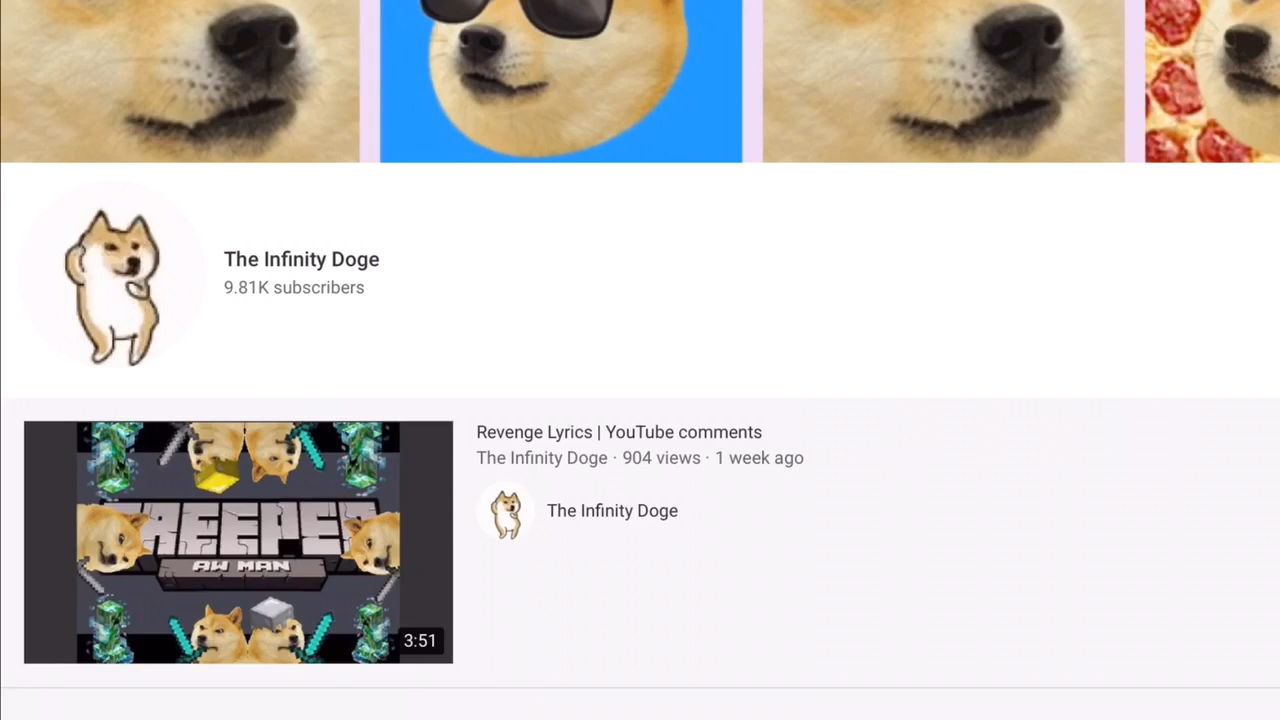 The Infinity Doge
9.81K subscribers
Revenge Lyrics | YouTube comments
The Infinity Doge · 904 views · 1 week ago
The Infinity Doge
CREEPER
AW MAN
3:51